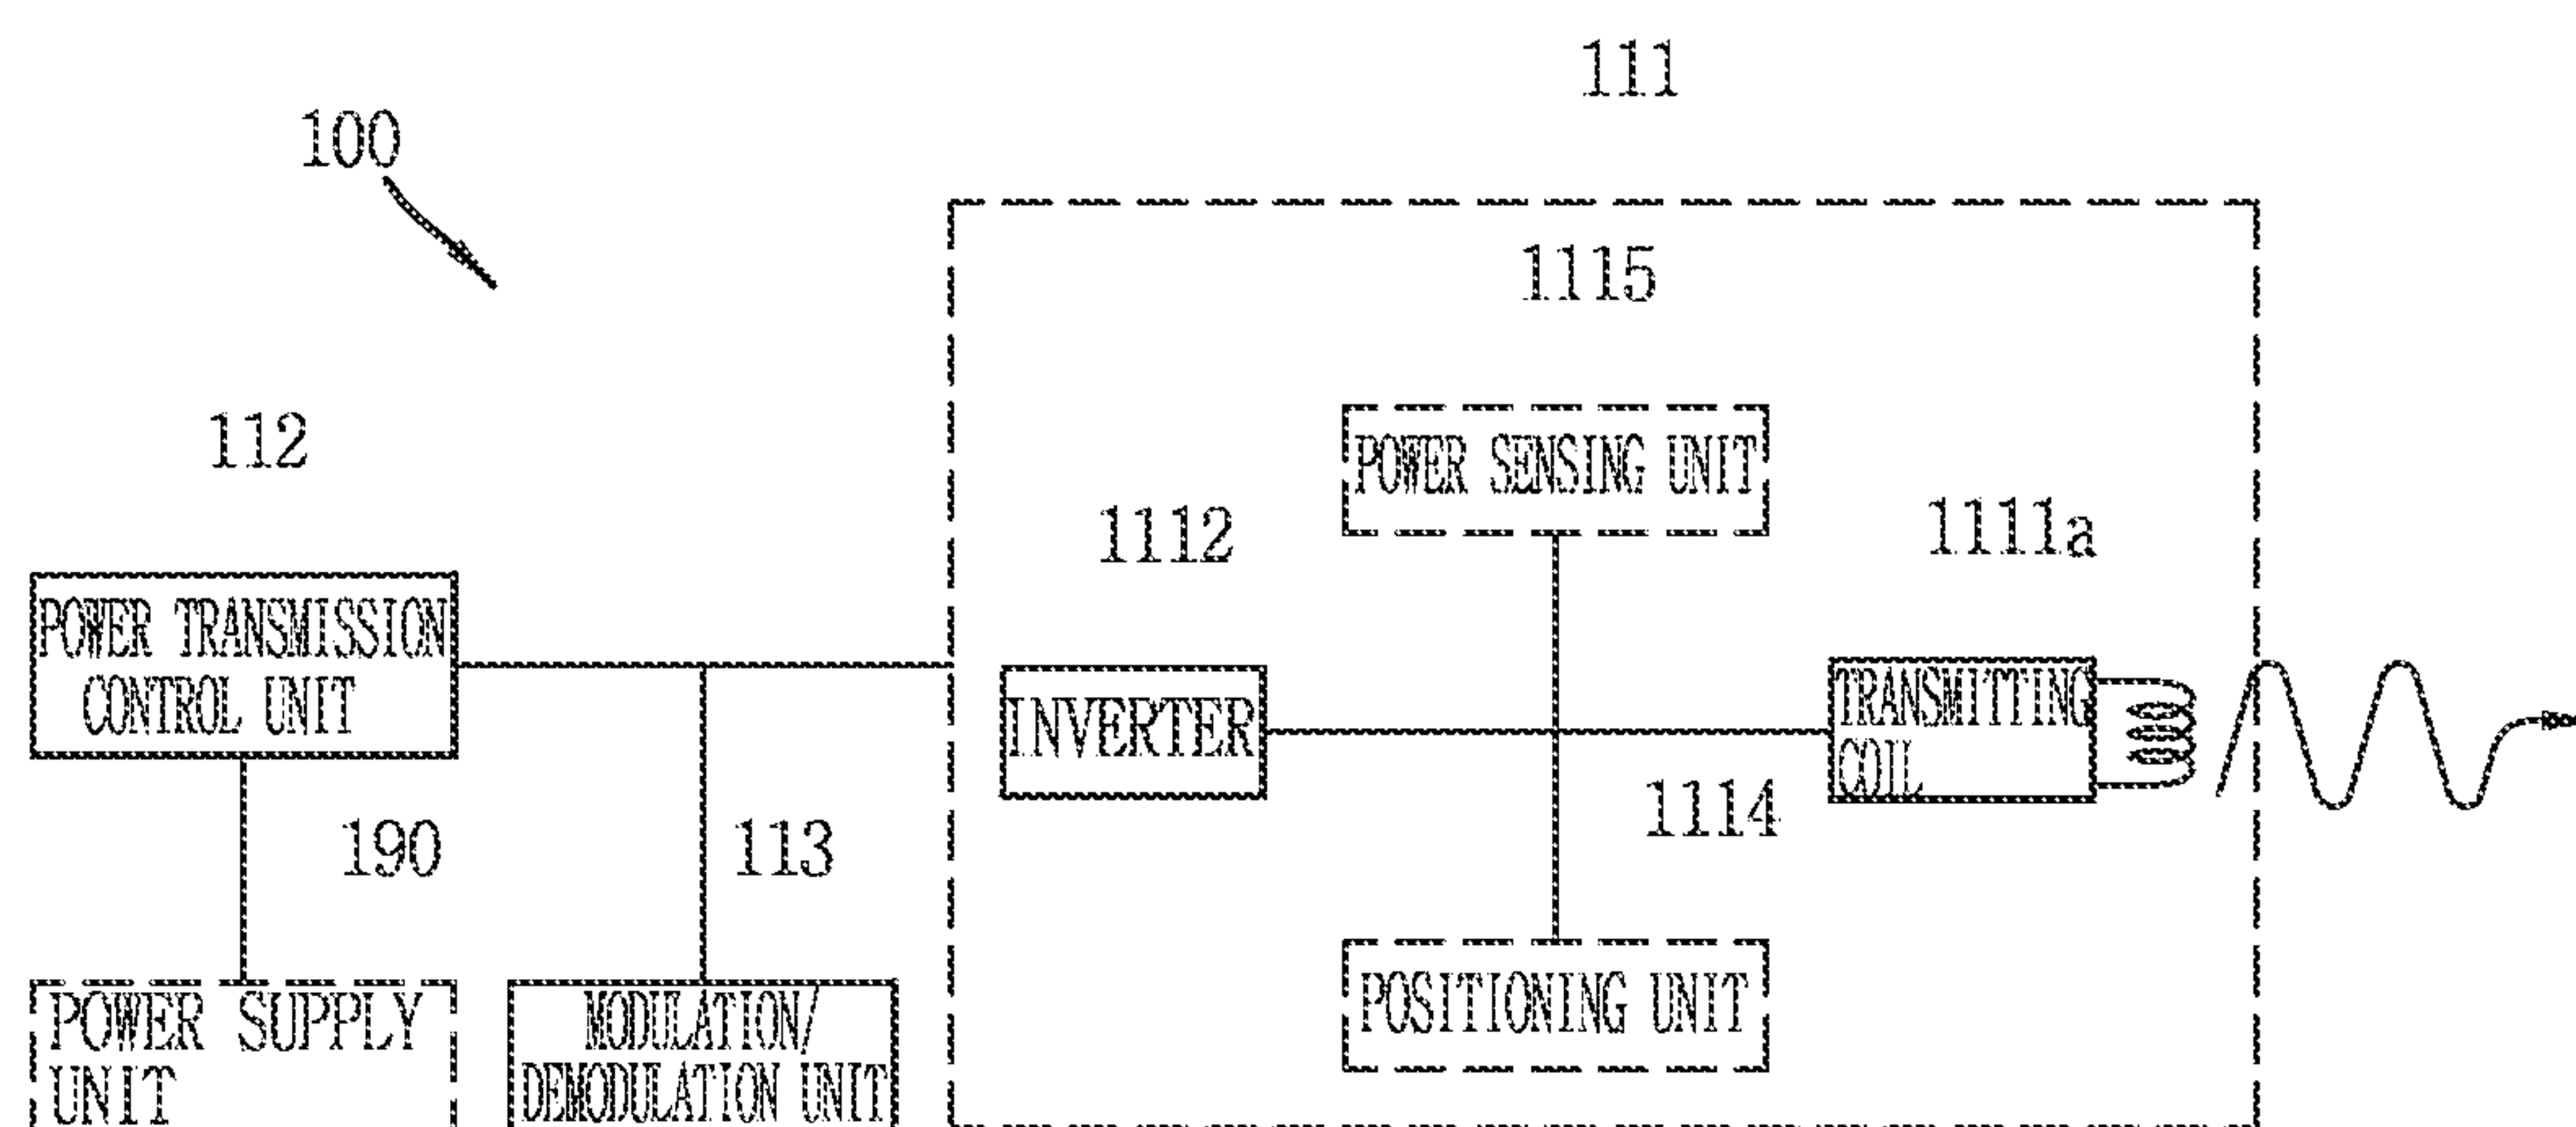 111
100
1115
112
POWER SENSING UNIT
1112
1111a
POWER TRANSMISSION
CONTROL UNIT
INVERTER
TRANSMITTING
COIL
1114
190
113
POSITIONING UNIT
POWER SUPPLY
UNIT
MODULATION/
DEMODULATION UNIT